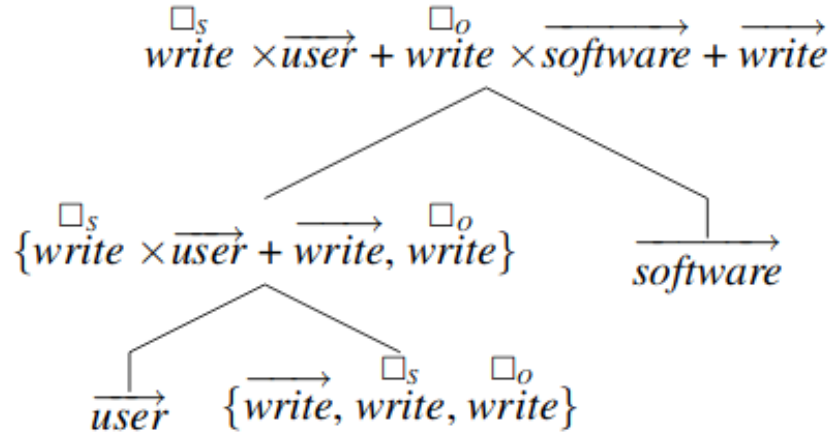 □s □o
write ×user + write ×software + write
□s □o
{write ×user + write, write}
software
□s □o
user {write, write, write}